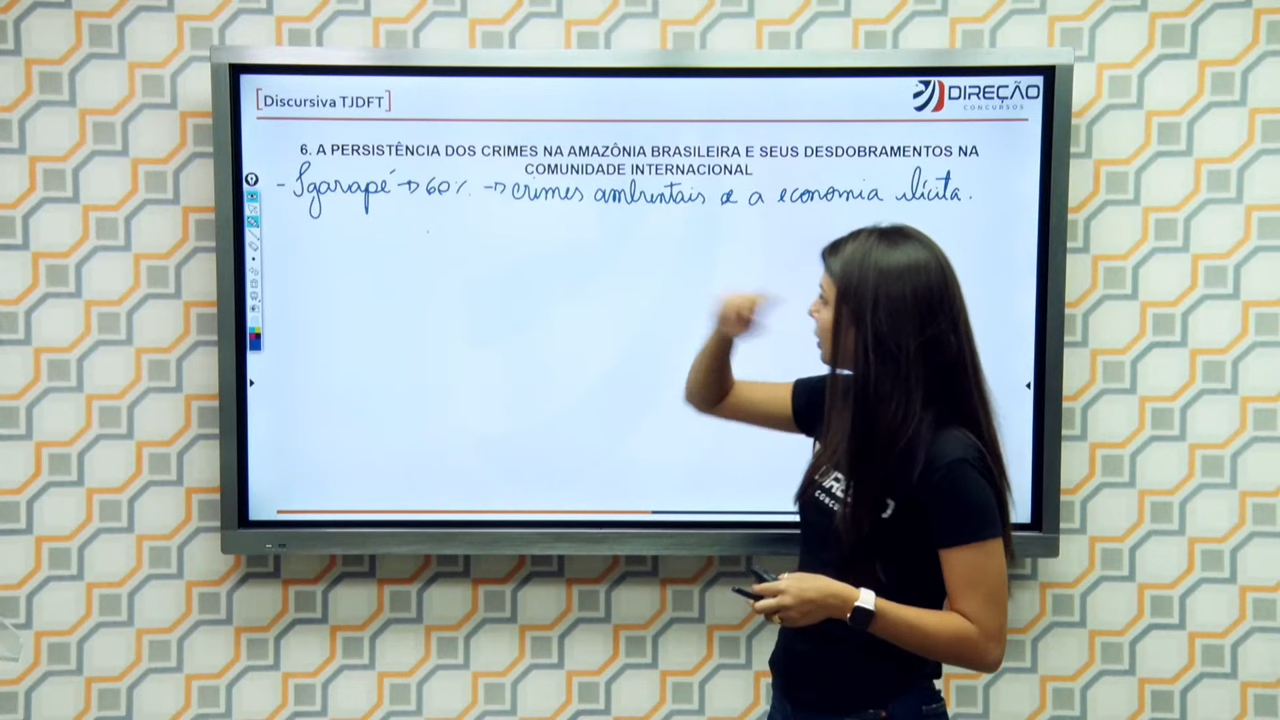 [Discursiva TJDFT]
DIREÇÃO
CONCURSOS
6. A PERSISTÊNCIA DOS CRIMES NA AMAZÔNIA BRASILEIRA E SEUS DESDOBRAMENTOS NA
COMUNIDADE INTERNACIONAL
- Igarapé → 60% → crimes ambientais e a economia ilícita.